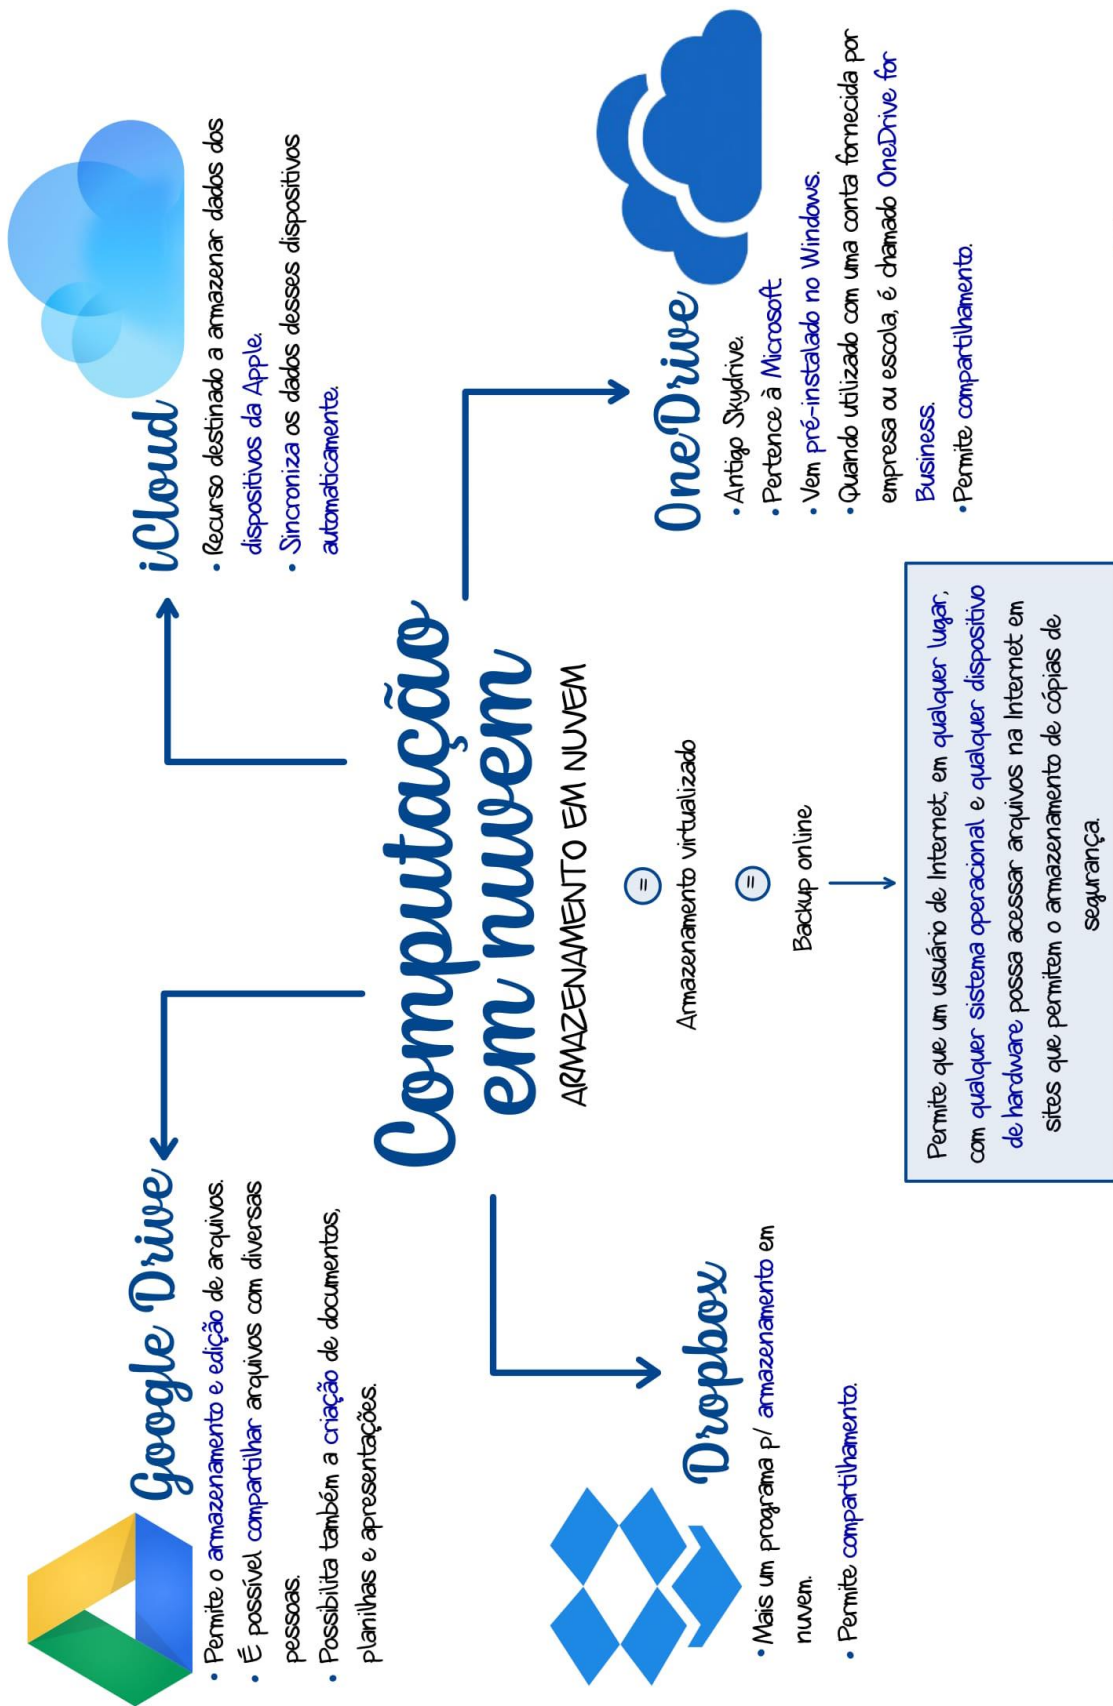 Google Drive
• Permite o armazenamento e edição de arquivos.
• É possível compartilhar arquivos com diversas
pessoas.
• Possibilita também a criação de documentos,
planilhas e apresentações.
iCloud
• Recurso destinado a armazenar dados dos
dispositivos da Apple.
• Sincroniza os dados desses dispositivos
automaticamente.
Computação
em nuvem
ARMAZENAMENTO EM NUVEM
=
Armazenamento virtualizado
=
Backup online
Permite que um usuário de Internet, em qualquer lugar,
com qualquer sistema operacional e qualquer dispositivo
de hardware possa acessar arquivos na Internet em
sites que permitem o armazenamento de cópias de
segurança.
Dropbox
• Mais um programa p/ armazenamento em
nuvem.
• Permite compartilhamento.
OneDrive
• Antigo Skydrive.
• Pertence à Microsoft
• Vem pré-instalado no Windows.
• Quando utilizado com uma conta fornecida por
empresa ou escola, é chamado OneDrive for
Business.
• Permite compartilhamento.